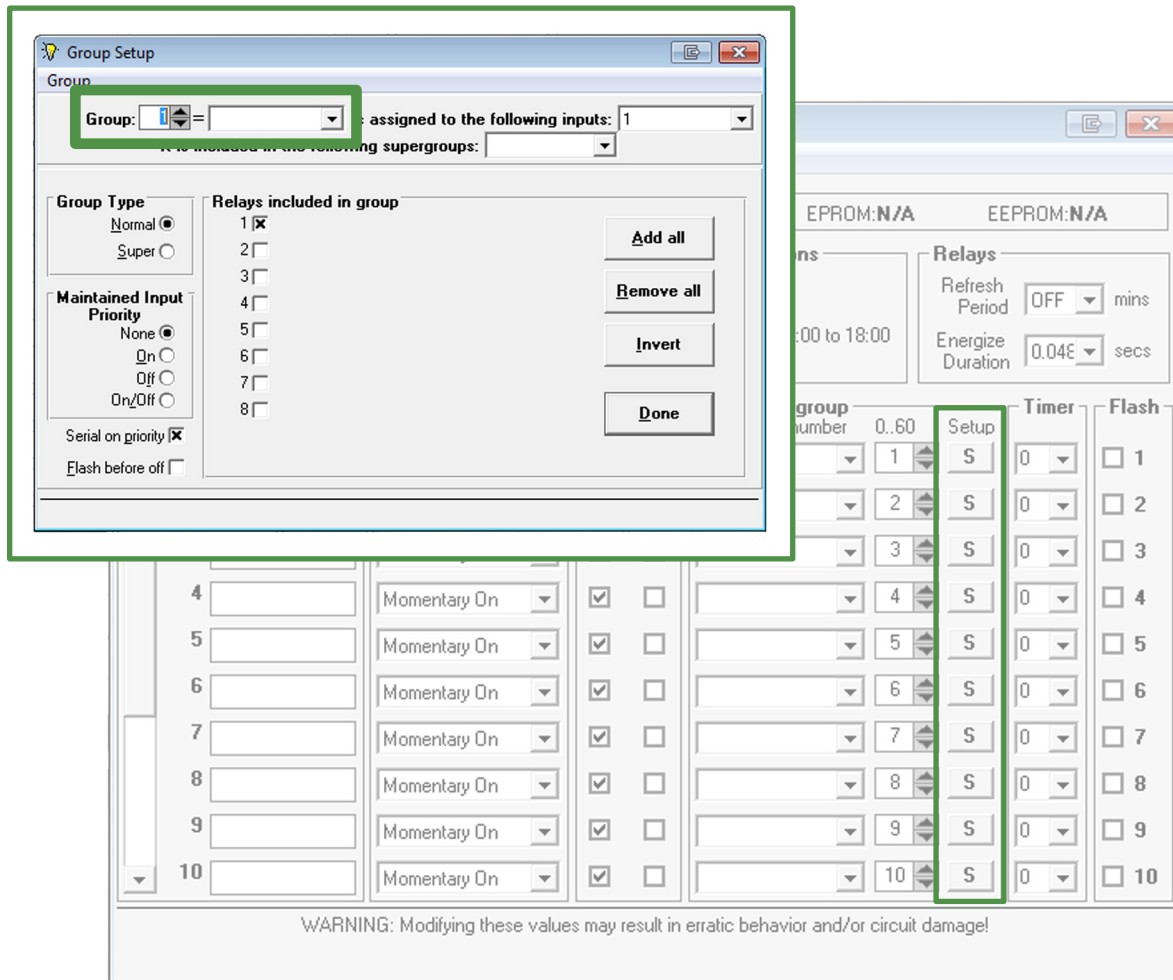 Group Setup
Group
Group: 1 = assigned to the following inputs: 1
the following supergroups:
Group Type
Normal
Super
Maintained Input
Priority
None
On
Off
On/Off
Serial on priority
Flash before off
Relays included in group
1
2
3
4
5
6
7
8
Add all
Remove all
Invert
Done
EPROM:N/A EEPROM:N/A
Relays
Refresh
Period OFF mins
:00 to 18:00
Energize
Duration 0.048 secs
group Timer Flash
number 0..60 Setup
1 S 0 1
2 S 0 2
3 S 0 3
4 Momentary On 4 S 0 4
5 Momentary On 5 S 0 5
6 Momentary On 6 S 0 6
7 Momentary On 7 S 0 7
8 Momentary On 8 S 0 8
9 Momentary On 9 S 0 9
10 Momentary On 10 S 0 10
WARNING: Modifying these values may result in erratic behavior and/or circuit damage!